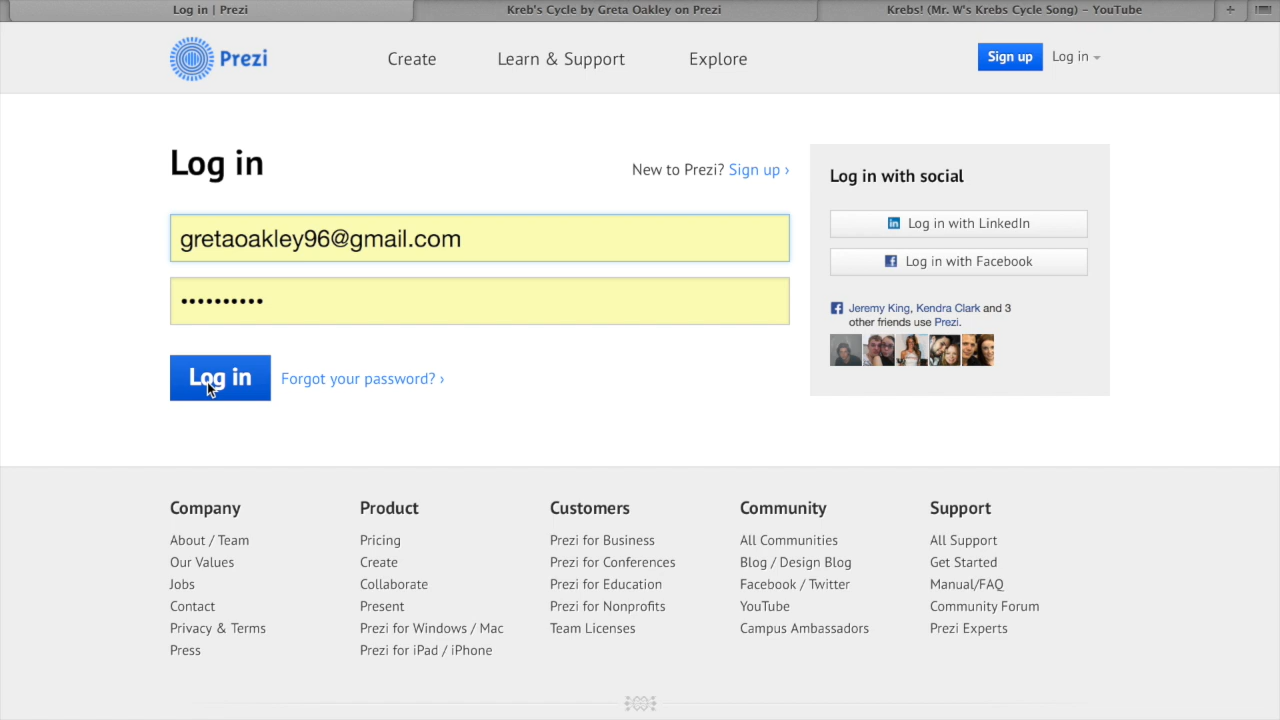 Log in | Prezi
Kreb's Cycle by Greta Oakley on Prezi
Krebs! (Mr. W's Krebs Cycle Song) – YouTube
Prezi
Create
Learn & Support
Explore
Sign up
Log in
Log in
New to Prezi? Sign up ›
gretaoakley96@gmail.com
••••••••••
Log in
Forgot your password? ›
Log in with social
Log in with LinkedIn
Log in with Facebook
Jeremy King, Kendra Clark and 3
other friends use Prezi.
Company
About / Team
Our Values
Jobs
Contact
Privacy & Terms
Press
Product
Pricing
Create
Collaborate
Present
Prezi for Windows / Mac
Prezi for iPad / iPhone
Customers
Prezi for Business
Prezi for Conferences
Prezi for Education
Prezi for Nonprofits
Team Licenses
Community
All Communities
Blog / Design Blog
Facebook / Twitter
YouTube
Campus Ambassadors
Support
All Support
Get Started
Manual/FAQ
Community Forum
Prezi Experts